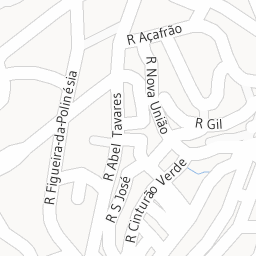 R Açafrão
R Nova União
R Figueira-da-Polinésia
R Abel Tavares
R Gil
R S José
R Cinturão Verde